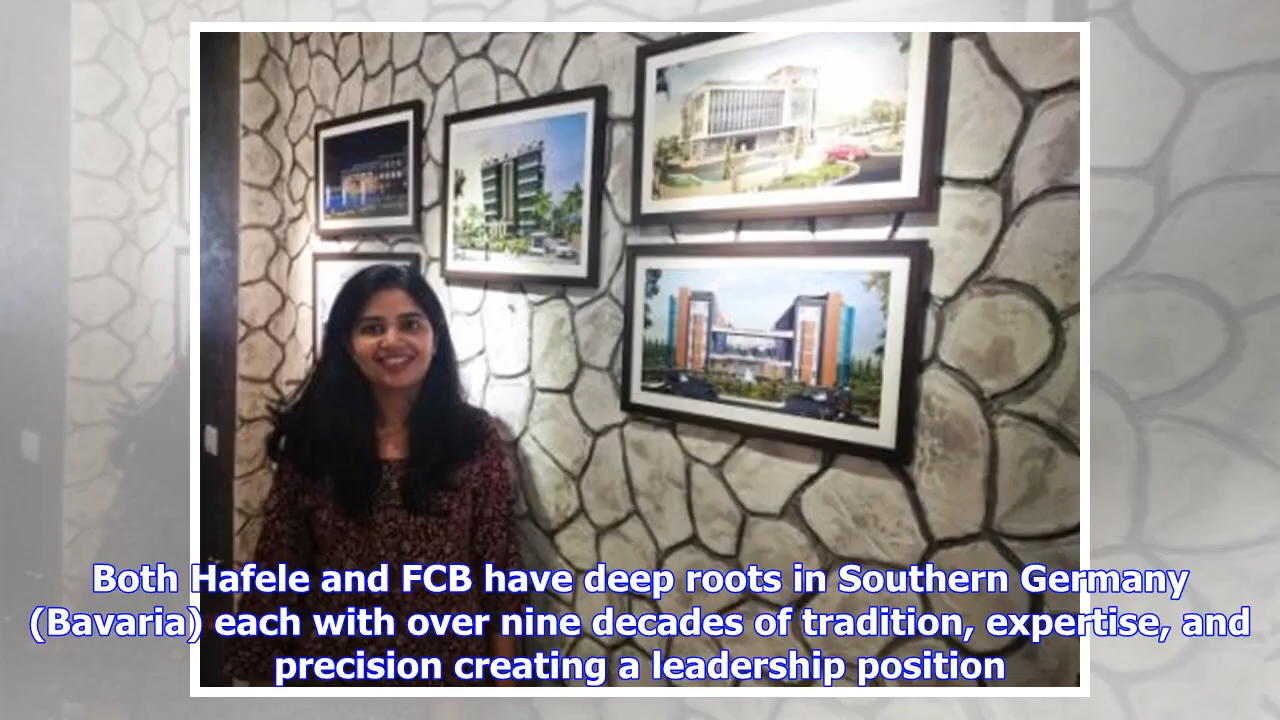 Both Hafele and FCB have deep roots in Southern Germany
(Bavaria) each with over nine decades of tradition, expertise, and
precision creating a leadership position